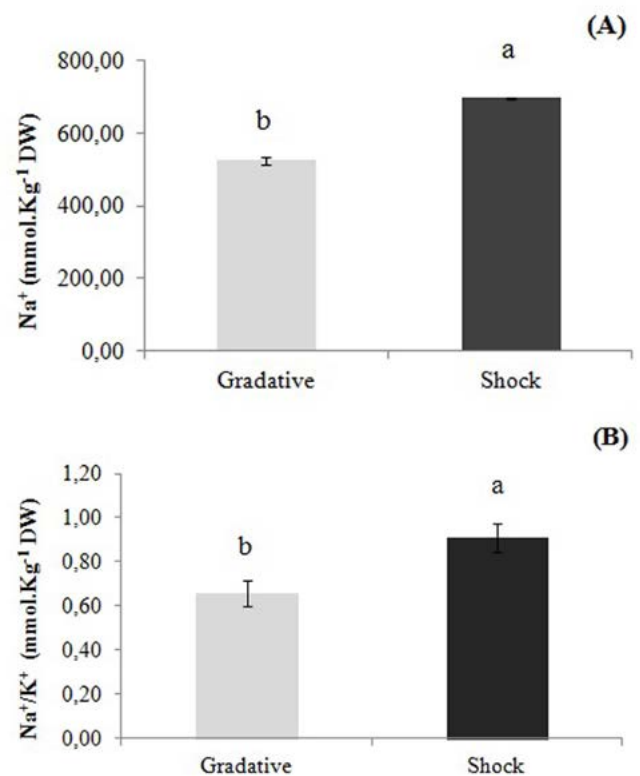 (A)
a
b
800,00
600,00
400,00
200,00
0,00
Na⁺ (mmol.Kg⁻¹ DW)
Gradative Shock
(B)
a
b
1,20
1,00
0,80
0,60
0,40
0,20
0,00
Na⁺/K⁺ (mmol.Kg⁻¹ DW)
Gradative Shock